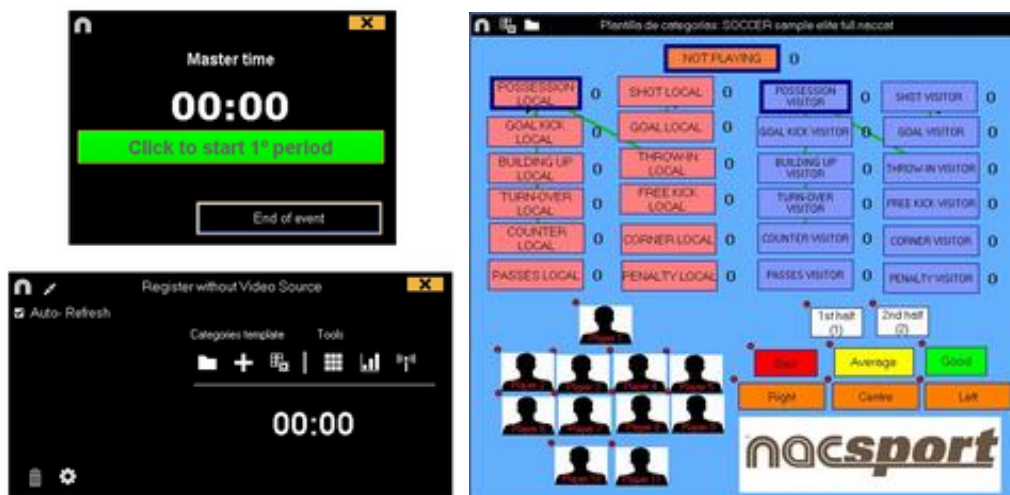 Master time
00:00
Click to start 1º period
End of event
Register without Video Source
Auto- Refresh
Categories template
Tools
00:00
Plantilla de categorias: SOCCER sample elite full.naccat
NOT PLAYING 0
POSSESSION LOCAL 0
SHOT LOCAL 0
POSSESSION VISITOR 0
SHOT VISITOR 0
GOAL KICK LOCAL 0
GOAL LOCAL 0
GOAL KICK VISITOR 0
GOAL VISITOR 0
BUILDING UP LOCAL 0
THROW-IN LOCAL 0
BUILDING UP VISITOR 0
THROW-IN VISITOR 0
TURN-OVER LOCAL 0
FREE KICK LOCAL 0
TURN-OVER VISITOR 0
FREE KICK VISITOR 0
COUNTER LOCAL 0
CORNER LOCAL 0
COUNTER VISITOR 0
CORNER VISITOR 0
PASSES LOCAL 0
PENALTY LOCAL 0
PASSES VISITOR 0
PENALTY VISITOR 0
1st half (1)
2nd half (2)
Bad
Average
Good
Right
Centre
Left
nacsport